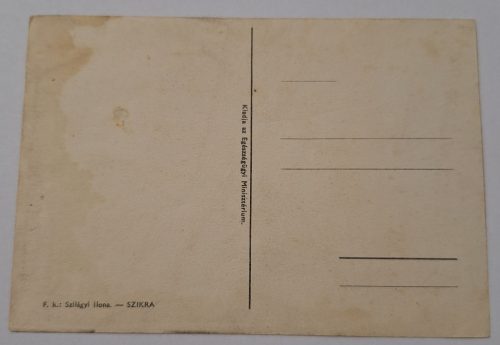 Kiadja az Egészségügyi Minisztérium.
F. k.: Szilágyi Ilona. — SZIKRA